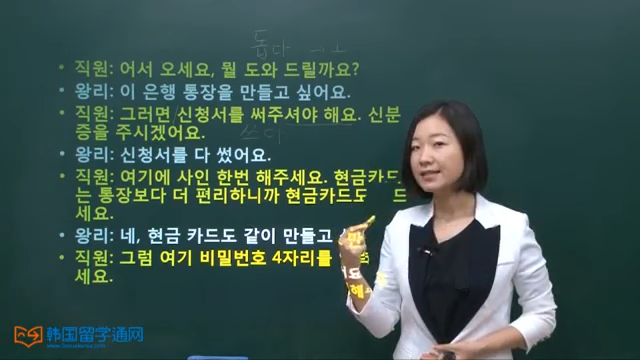 돕다
직원: 어서 오세요, 뭘 도와 드릴까요?
왕리: 이 은행 통장을 만들고 싶어요.
직원: 그러면 신청서를 써주셔야 해요. 신분
증을 주시겠어요.
쓰다
왕리: 신청서를 다 썼어요.
직원: 여기에 사인 한번 해주세요. 현금카드
는 통장보다 더 편리하니까 현금카드도
세요.
왕리: 네, 현금 카드도 같이 만들고
직원: 그럼 여기 비밀번호 4자리를
세요.
韩国留学通网